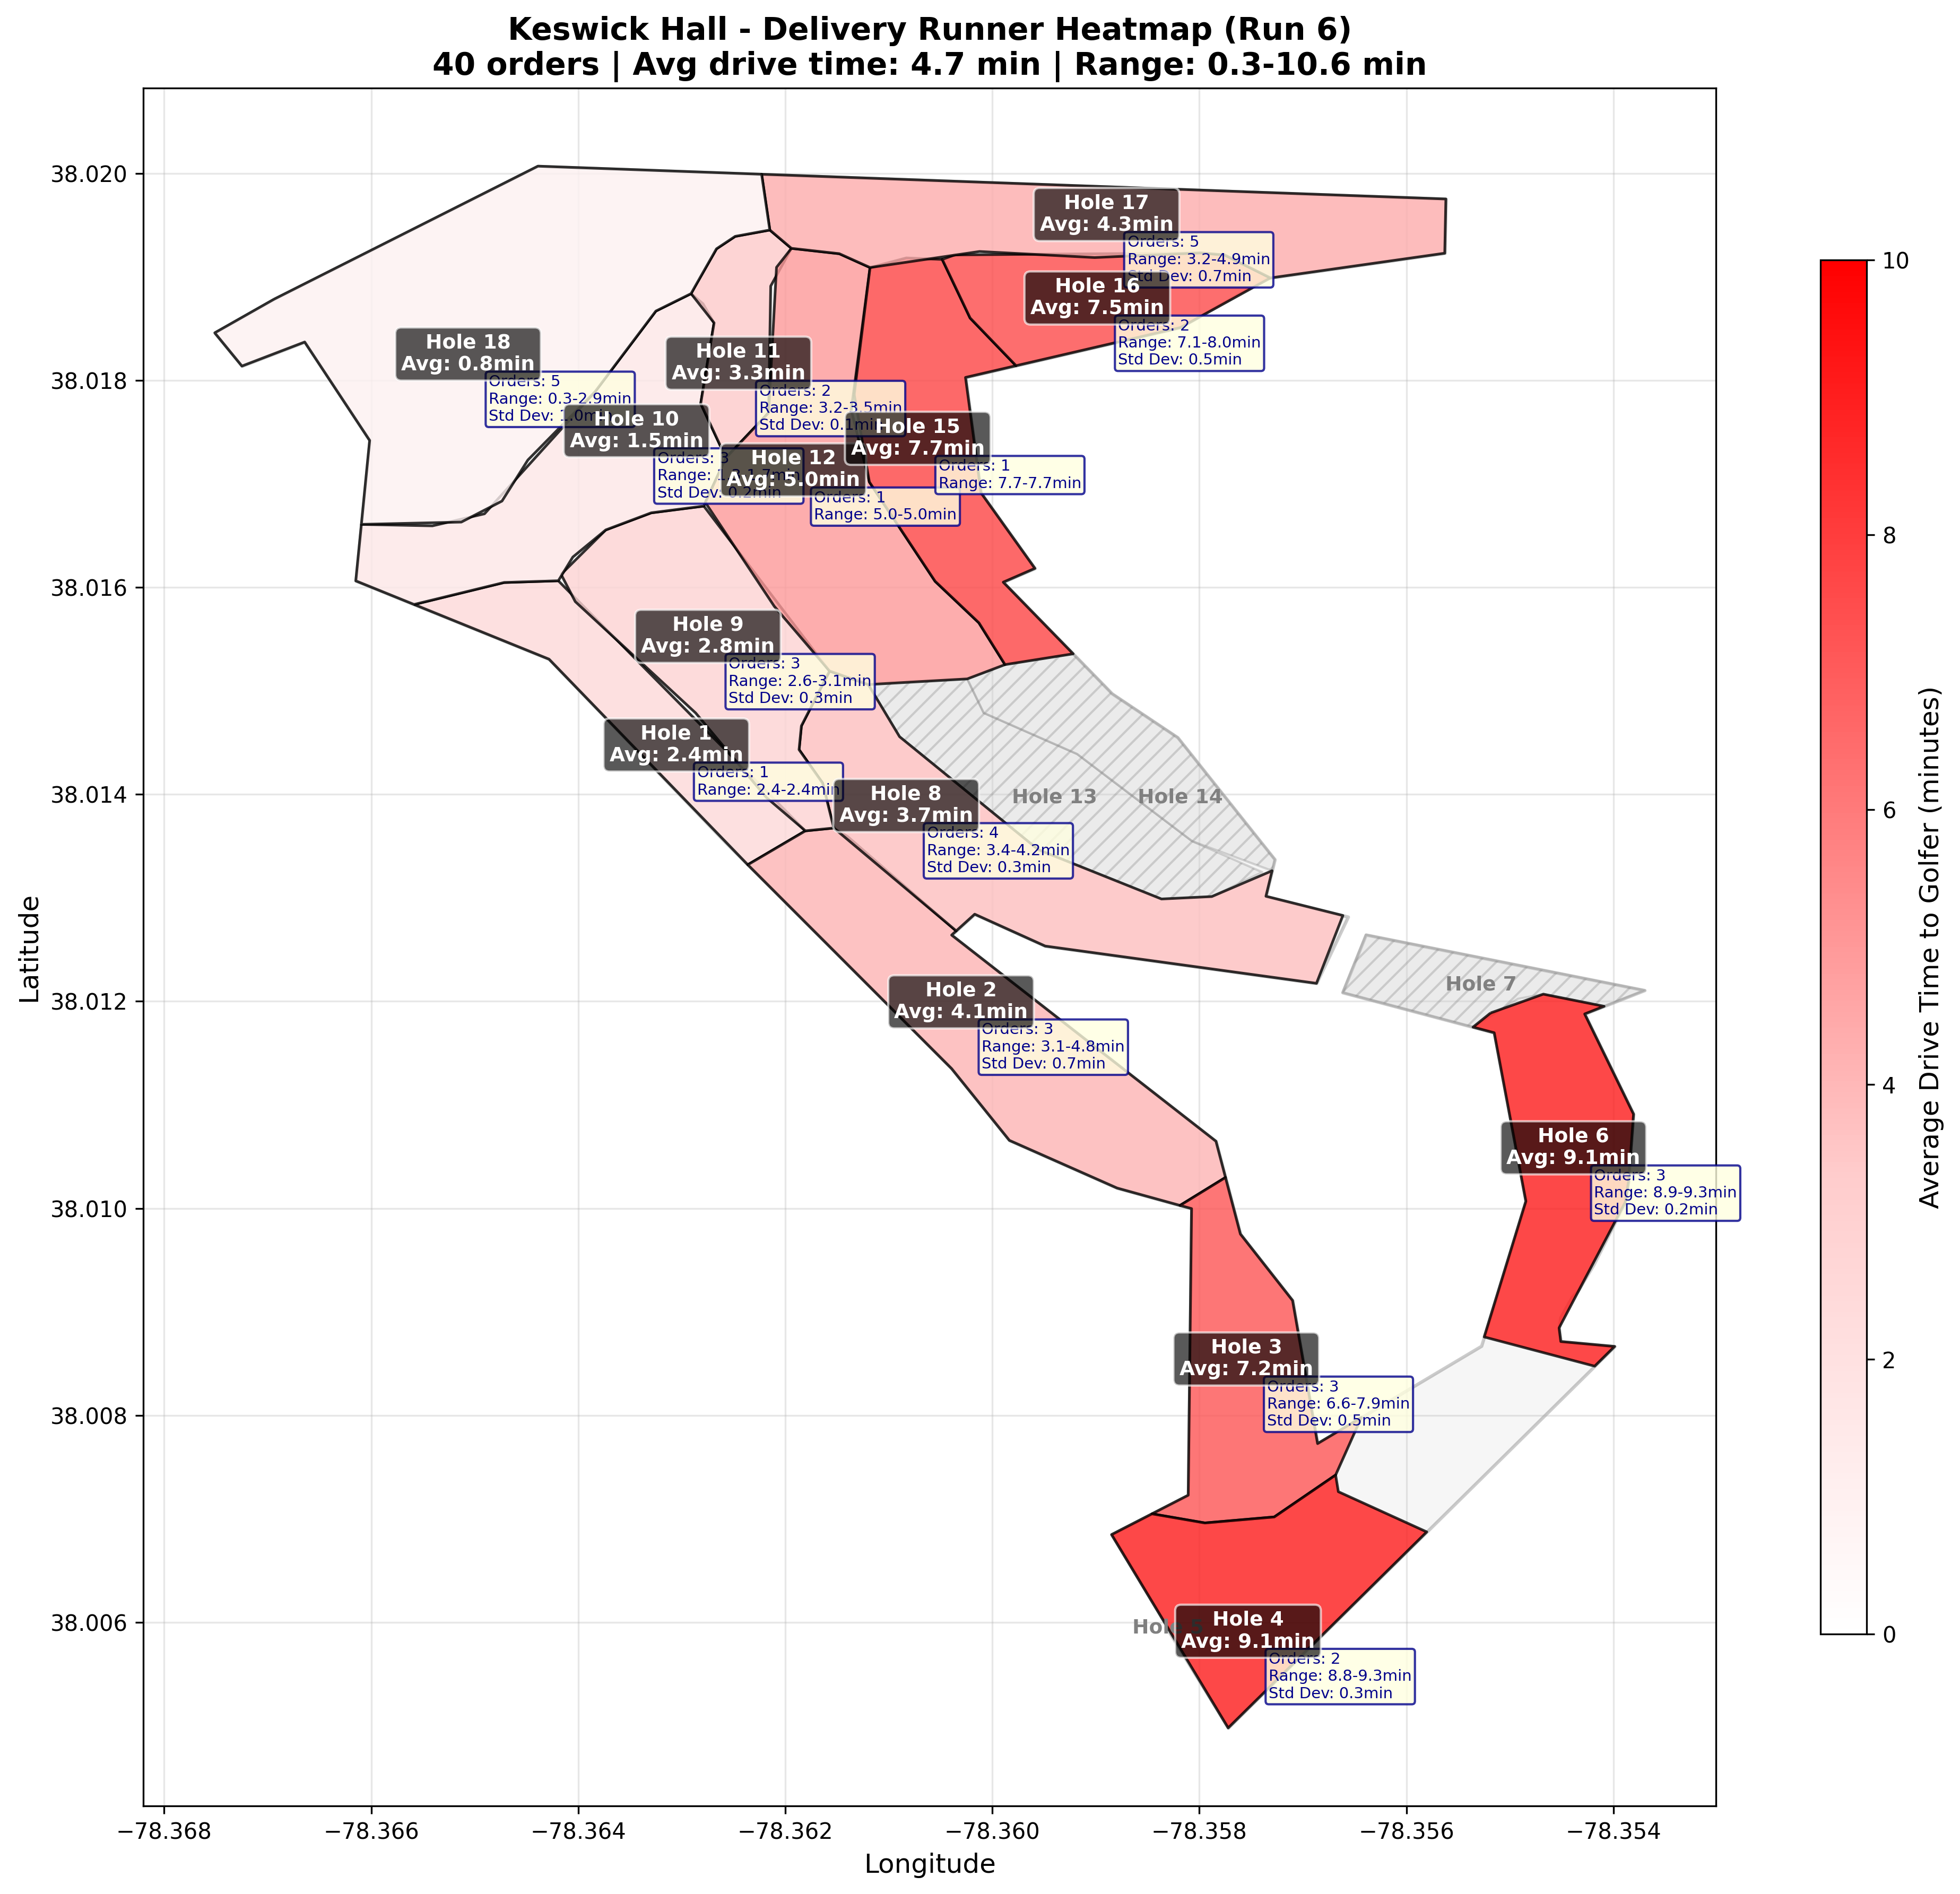 Keswick Hall - Delivery Runner Heatmap (Run 6)
40 orders | Avg drive time: 4.7 min | Range: 0.3-10.6 min
Latitude
38.020
38.018
38.016
38.014
38.012
38.010
38.008
38.006
Hole 17
Avg: 4.3min
Orders: 5
Range: 3.2-4.9min
Std Dev: 0.7min
Hole 16
Avg: 7.5min
Orders: 2
Range: 7.1-8.0min
Std Dev: 0.5min
Hole 18
Avg: 0.8min
Orders: 5
Range: 0.3-2.9min
Std Dev: 1.0min
Hole 11
Avg: 3.3min
Orders: 2
Range: 3.2-3.5min
Std Dev: 0.1min
Hole 10
Avg: 1.5min
Orders: 3
Range:
Std Dev: 0.2min
Hole 15
Avg: 7.7min
Orders: 1
Range: 7.7-7.7min
Hole 12
Avg: 5.0min
Orders: 1
Range: 5.0-5.0min
Hole 9
Avg: 2.8min
Orders: 3
Range: 2.6-3.1min
Std Dev: 0.3min
Hole 1
Avg: 2.4min
Orders: 1
Range: 2.4-2.4min
Hole 8
Avg: 3.7min
Orders: 4
Range: 3.4-4.2min
Std Dev: 0.3min
Hole 13
Hole 14
Hole 7
Hole 2
Avg: 4.1min
Orders: 3
Range: 3.1-4.8min
Std Dev: 0.7min
Hole 6
Avg: 9.1min
Orders: 3
Range: 8.9-9.3min
Std Dev: 0.2min
Hole 3
Avg: 7.2min
Orders: 3
Range: 6.6-7.9min
Std Dev: 0.5min
Hole 4
Avg: 9.1min
Orders: 2
Range: 8.8-9.3min
Std Dev: 0.3min
−78.368
−78.366
−78.364
−78.362
−78.360
−78.358
−78.356
−78.354
Longitude
10
8
6
4
2
0
Average Drive Time to Golfer (minutes)